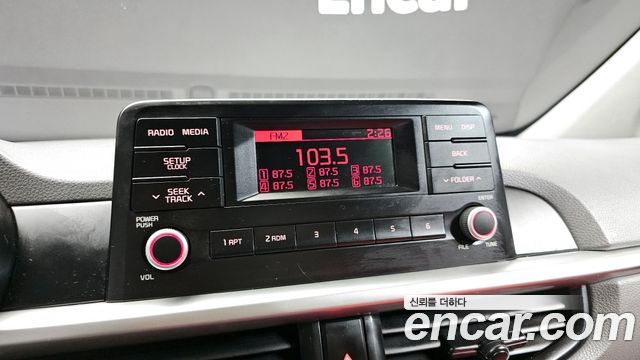 Encar
RADIO MEDIA
SETUP
CLOCK
SEEK
TRACK
POWER
PUSH
VOL
FM2 2:26
103.5
1 87.5 2 87.5 3 87.5
4 87.5 5 87.5 6 87.5
MENU DISP
BACK
FOLDER
ENTER
FILE TUNE
1 RPT 2 RDM 3 4 5 6
신뢰를 더하다
encar.com